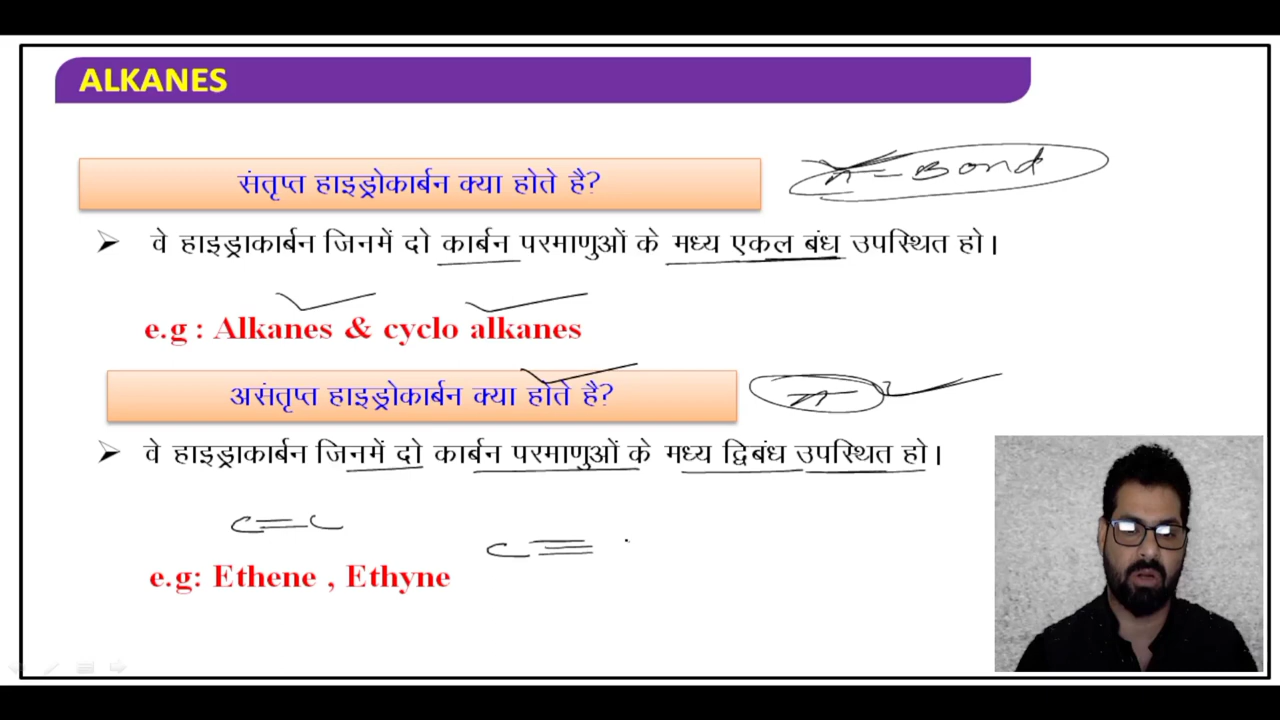 ALKANES
संतृप्त हाइड्रोकार्बन क्या होते है?
π - Bond
➢ वे हाइड्राकार्बन जिनमें दो कार्बन परमाणुओं के मध्य एकल बंध उपस्थित हो।
e.g : Alkanes & cyclo alkanes
असंतृप्त हाइड्रोकार्बन क्या होते है?
π
➢ वे हाइड्राकार्बन जिनमें दो कार्बन परमाणुओं के मध्य द्विबंध उपस्थित हो।
C=C
C≡
e.g: Ethene , Ethyne